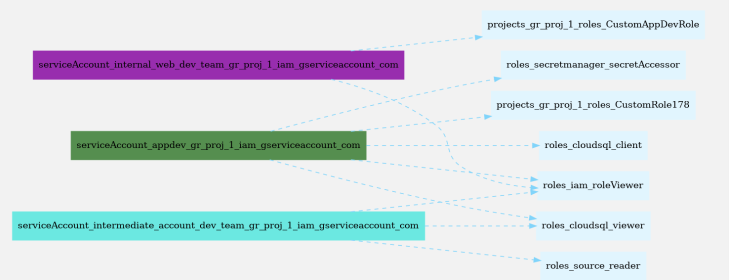 projects_gr_proj_1_roles_CustomAppDevRole
serviceAccount_internal_web_dev_team_gr_proj_1_iam_gserviceaccount_com
roles_secretmanager_secretAccessor
projects_gr_proj_1_roles_CustomRole178
serviceAccount_appdev_gr_proj_1_iam_gserviceaccount_com
roles_cloudsql_client
roles_iam_roleViewer
serviceAccount_intermediate_account_dev_team_gr_proj_1_iam_gserviceaccount_com
roles_cloudsql_viewer
roles_source_reader